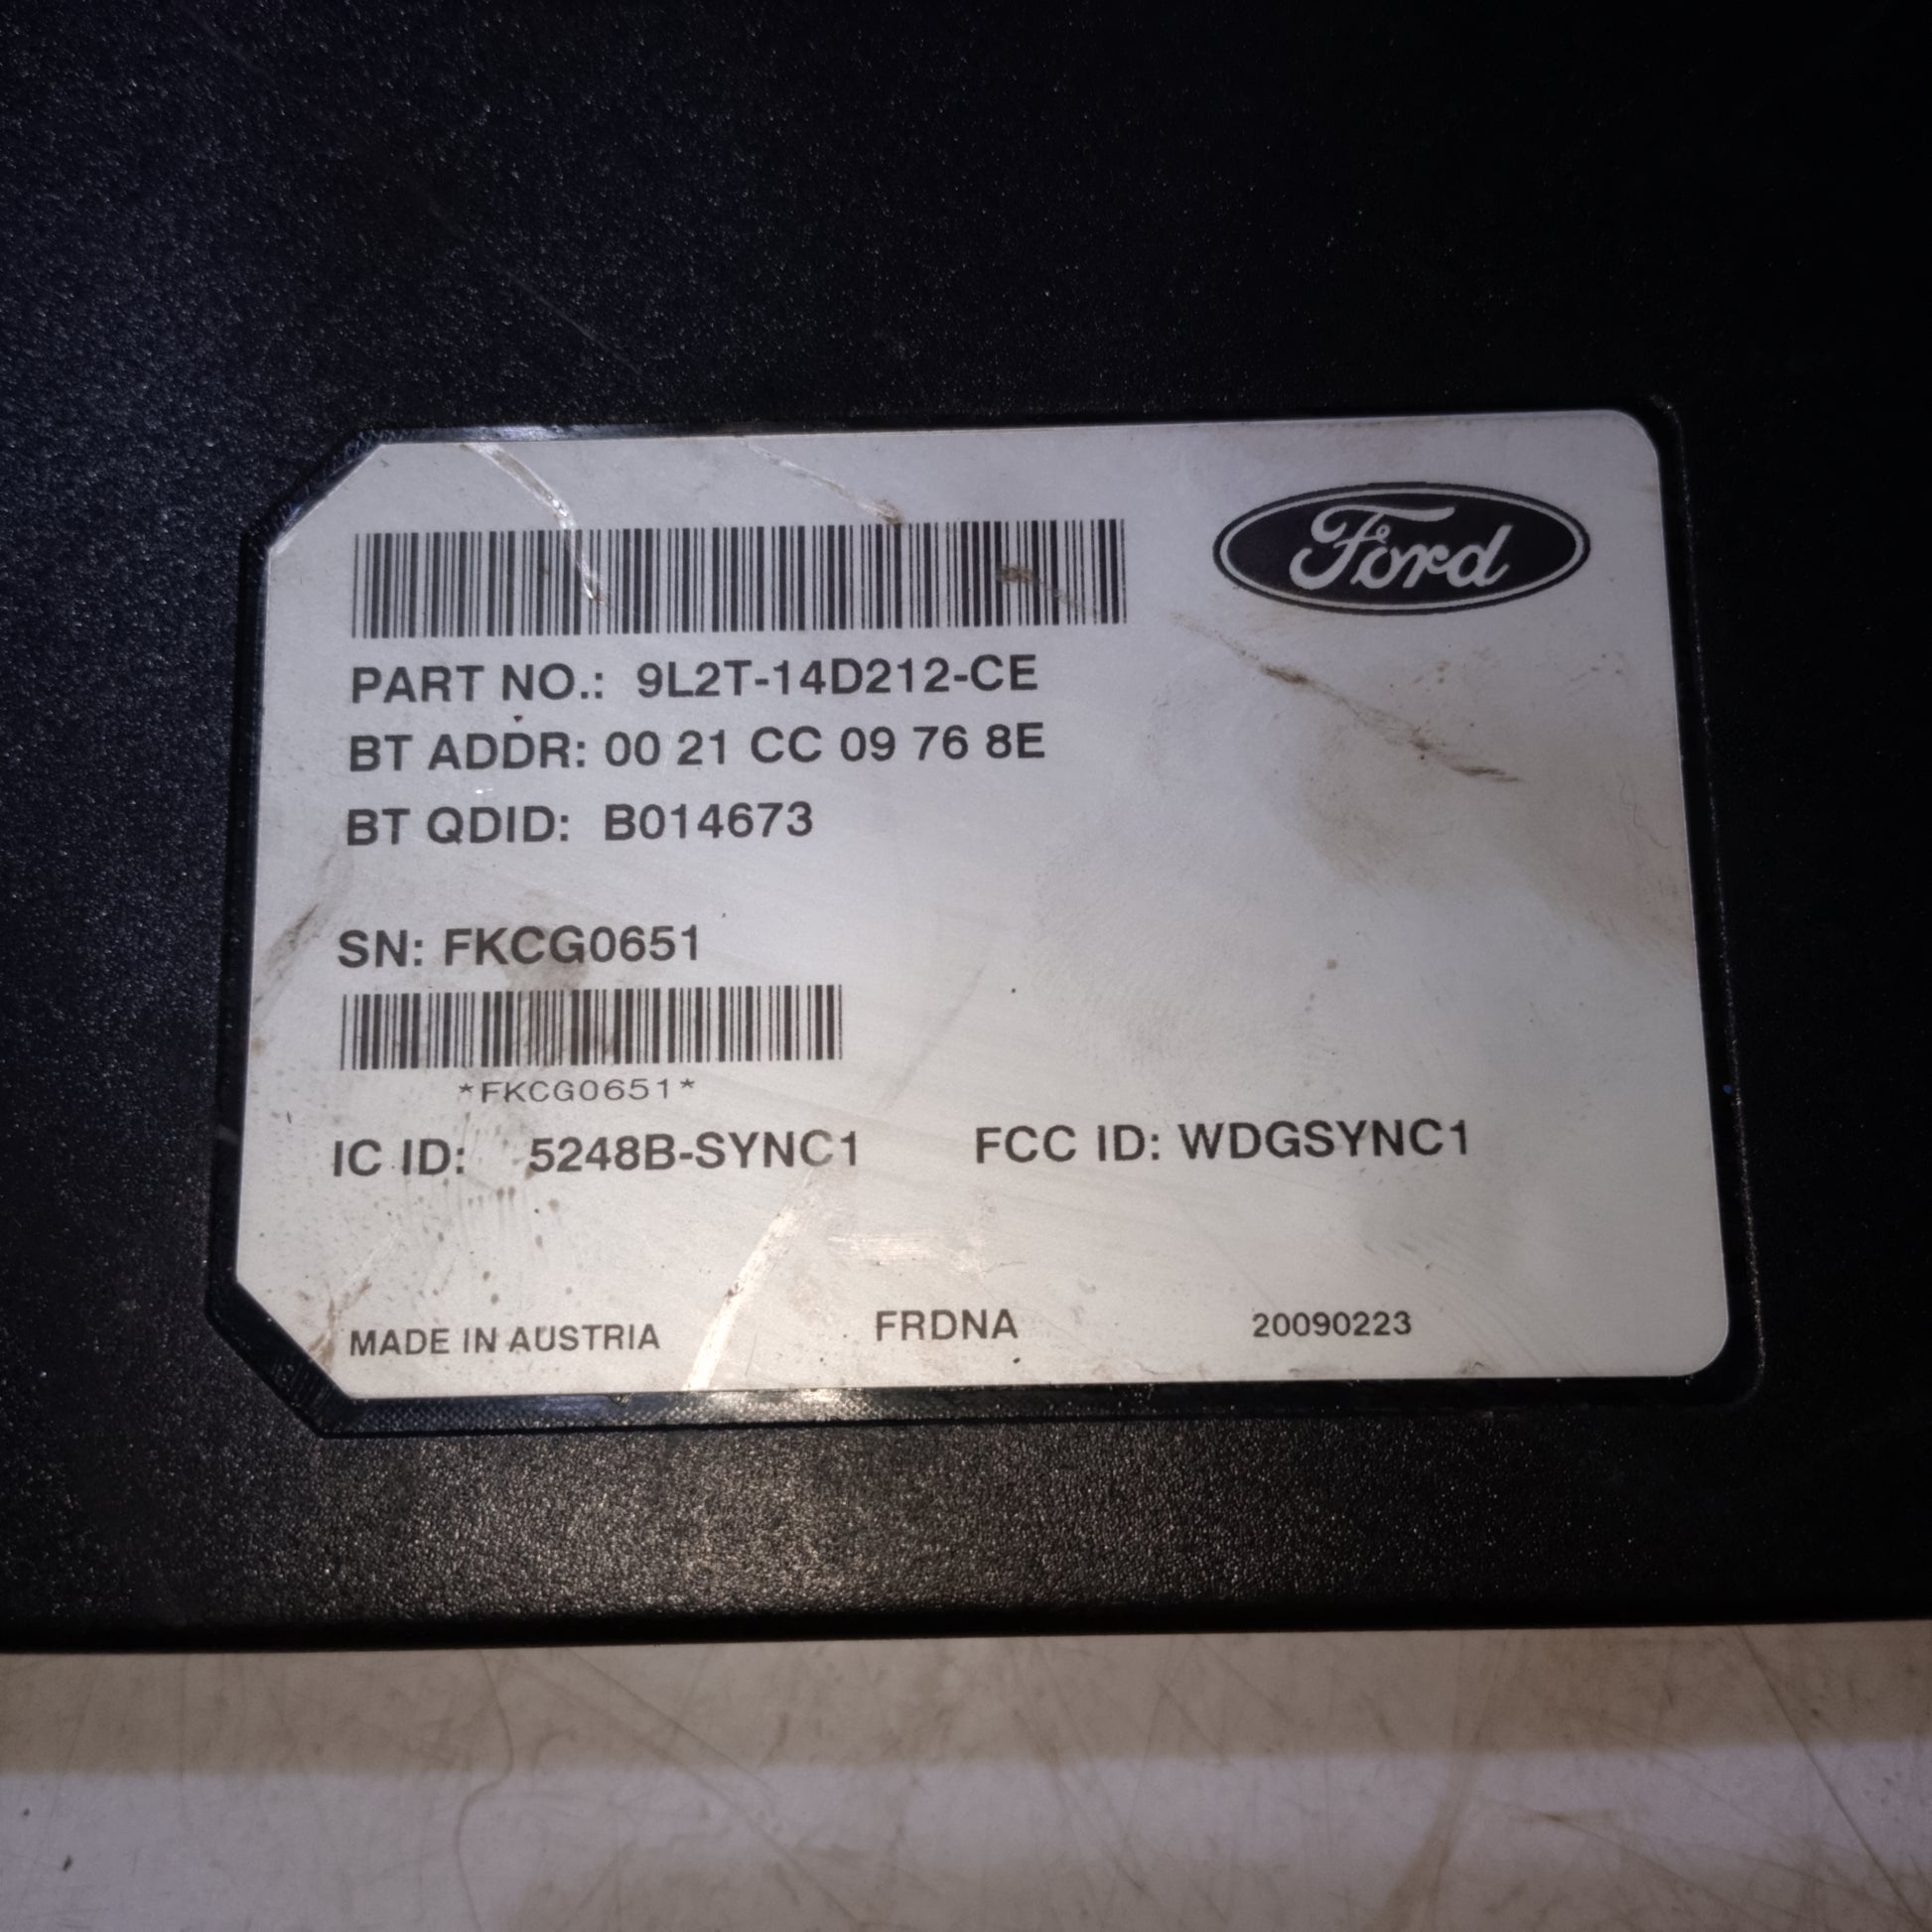 Ford
PART NO.: 9L2T-14D212-CE
BT ADDR: 00 21 CC 09 76 8E
BT QDID: B014673
SN: FKCG0651
*FKCG0651*
IC ID: 5248B-SYNC1 FCC ID: WDGSYNC1
MADE IN AUSTRIA FRDNA 20090223